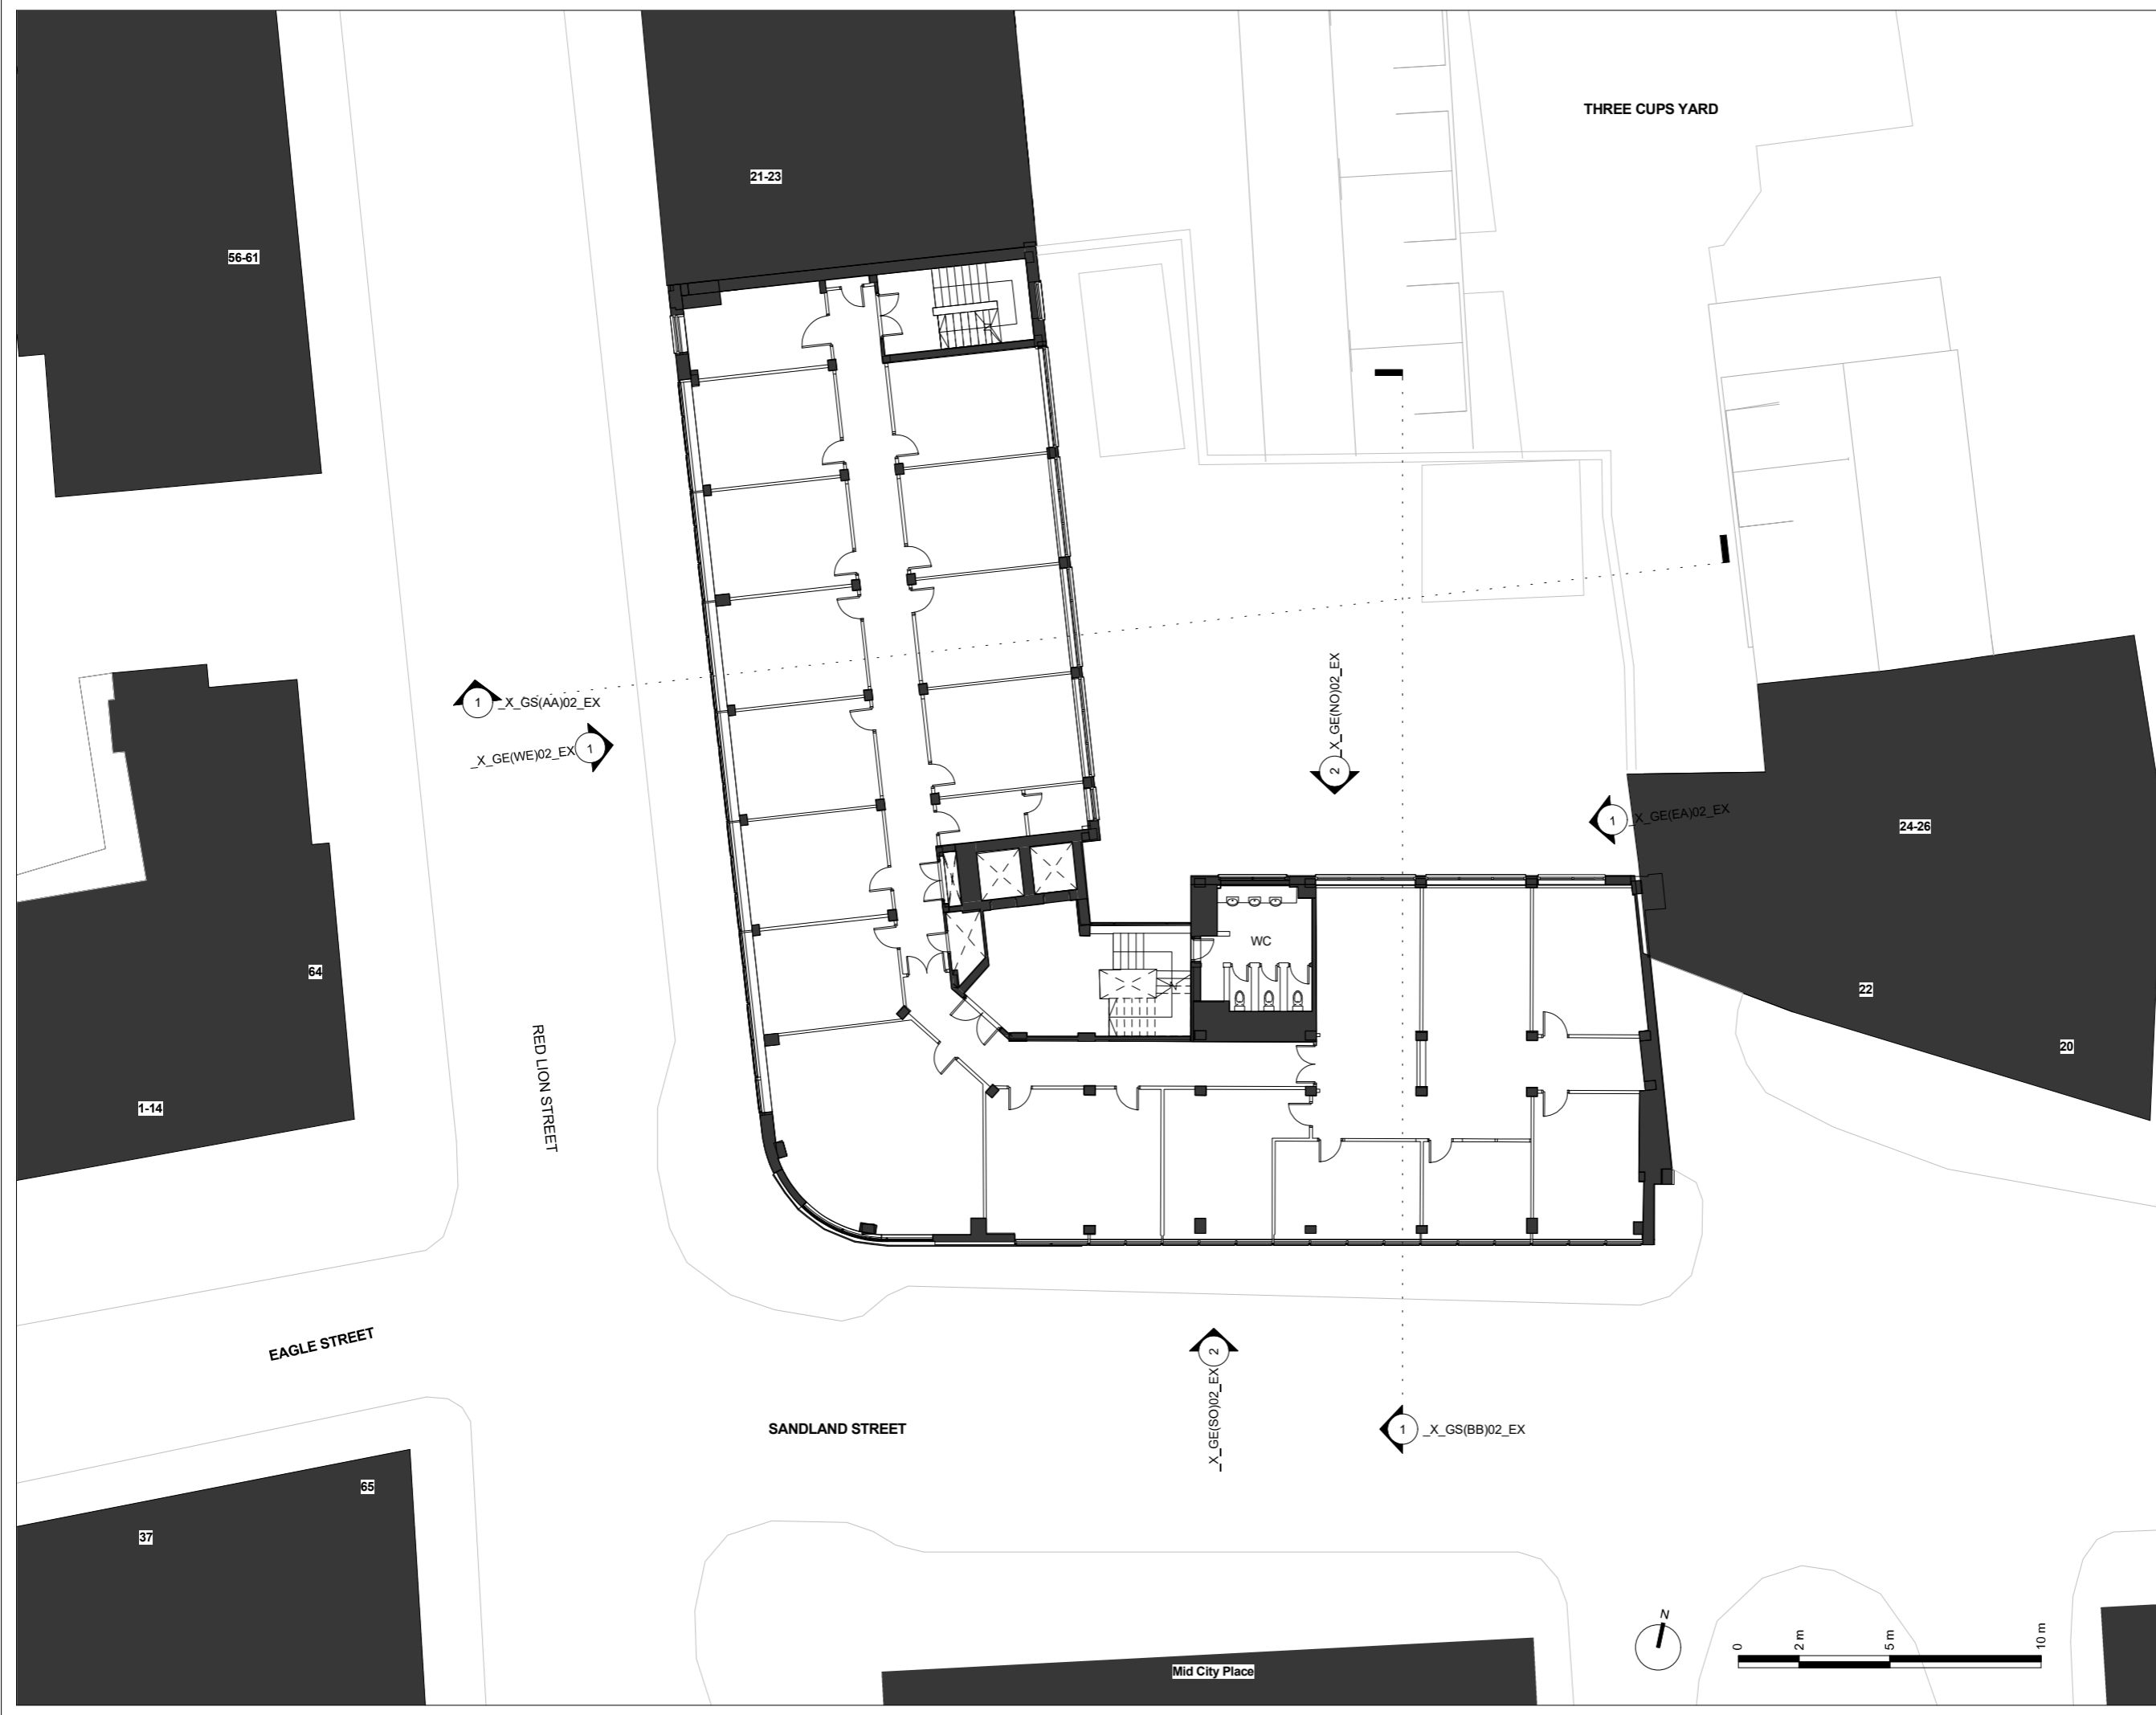 THREE CUPS YARD
21-23
56-61
_X_GE(NO)02_EX
2
1
_X_GS(AA)02_EX
_X_GE(WE)02_EX
1
1
_X_GE(EA)02_EX
24-26
WC
64
22
20
1-14
RED LION STREET
EAGLE STREET
2
_X_GE(SO)02_EX
SANDLAND STREET
1
_X_GS(BB)02_EX
65
37
Mid City Place
N
0
2 m
5 m
10 m